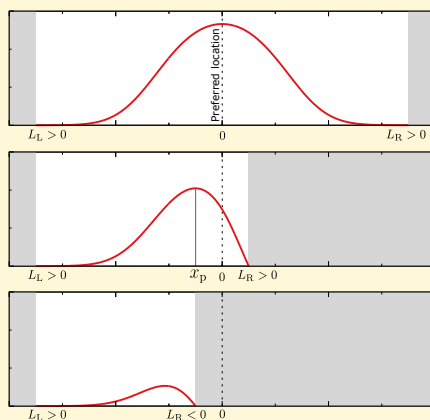 Preferred location
L_L > 0 0 L_R > 0
L_L > 0 x_p 0 L_R > 0
L_L > 0 L_R < 0 0